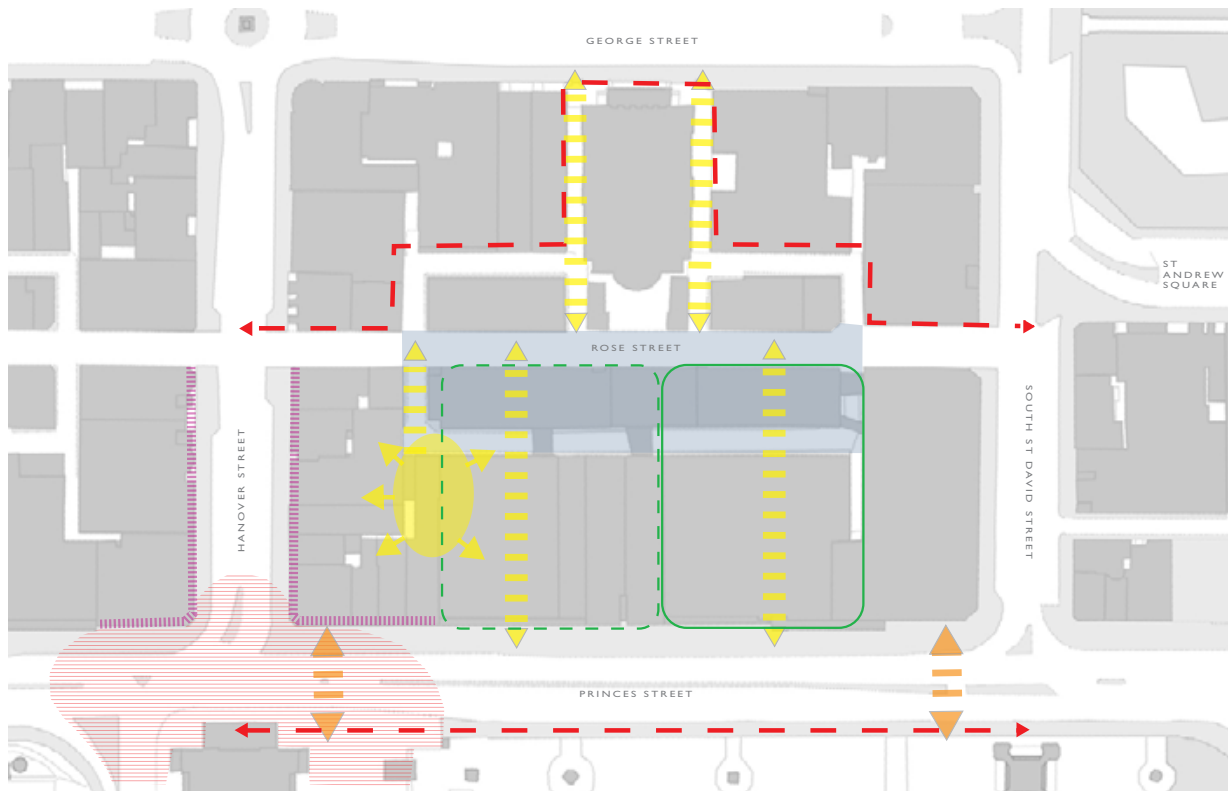 GEORGE STREET
ST
ANDREW
SQUARE
ROSE STREET
HANOVER STREET
SOUTH ST DAVID STREET
PRINCES STREET